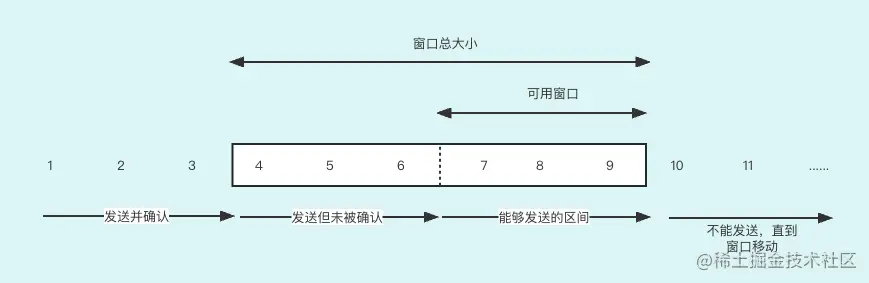 窗口总大小
可用窗口
1 2 3 4 5 6 7 8 9 10 11 ......
发送并确认 发送但未被确认 能够发送的区间
不能发送，直到
窗口移动
@稀土掘金技术社区